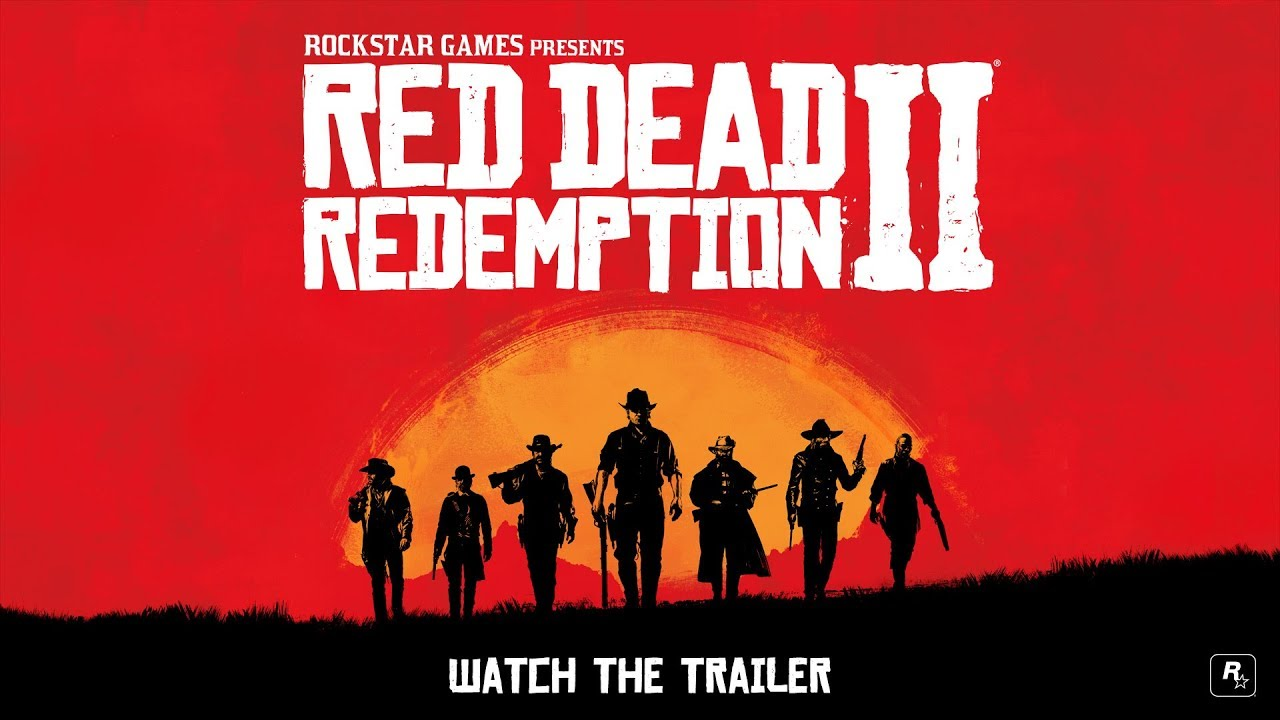 ROCKSTAR GAMES PRESENTS
RED DEAD
REDEMPTION II®
WATCH THE TRAILER
R